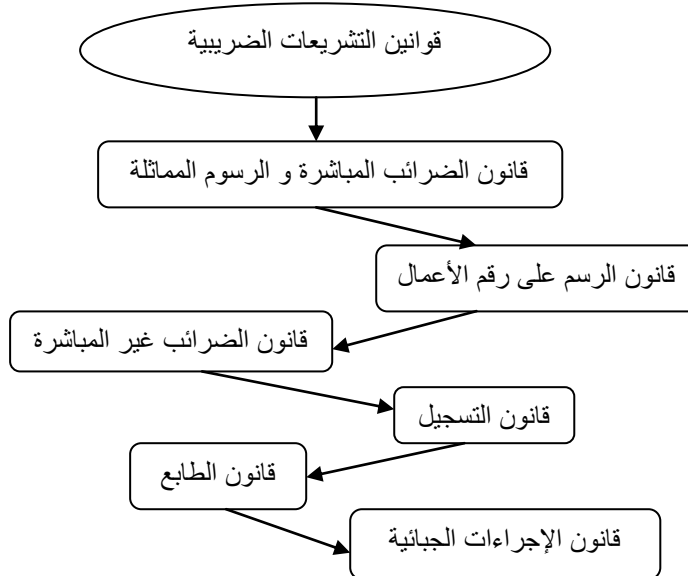 قوانين التشريعات الضريبية
قانون الضرائب المباشرة و الرسوم المماثلة
قانون الرسم على رقم الأعمال
قانون الضرائب غير المباشرة
قانون التسجيل
قانون الطابع
قانون الإجراءات الجبائية